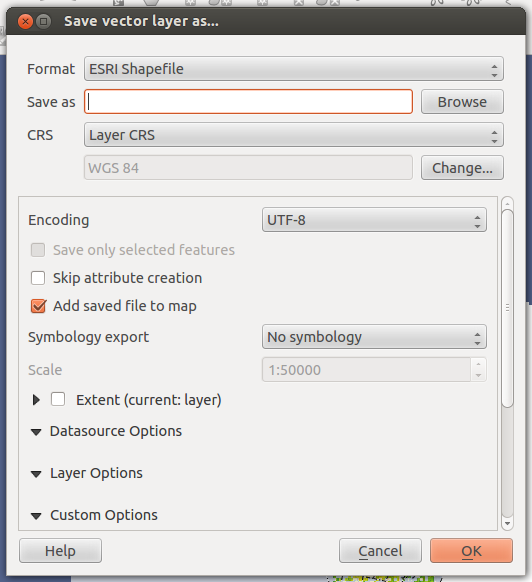 Save vector layer as...
Format ESRI Shapefile
Save as Browse
CRS Layer CRS
WGS 84 Change...
Encoding UTF-8
Save only selected features
Skip attribute creation
Add saved file to map
Symbology export No symbology
Scale 1:50000
Extent (current: layer)
Datasource Options
Layer Options
Custom Options
Help Cancel OK